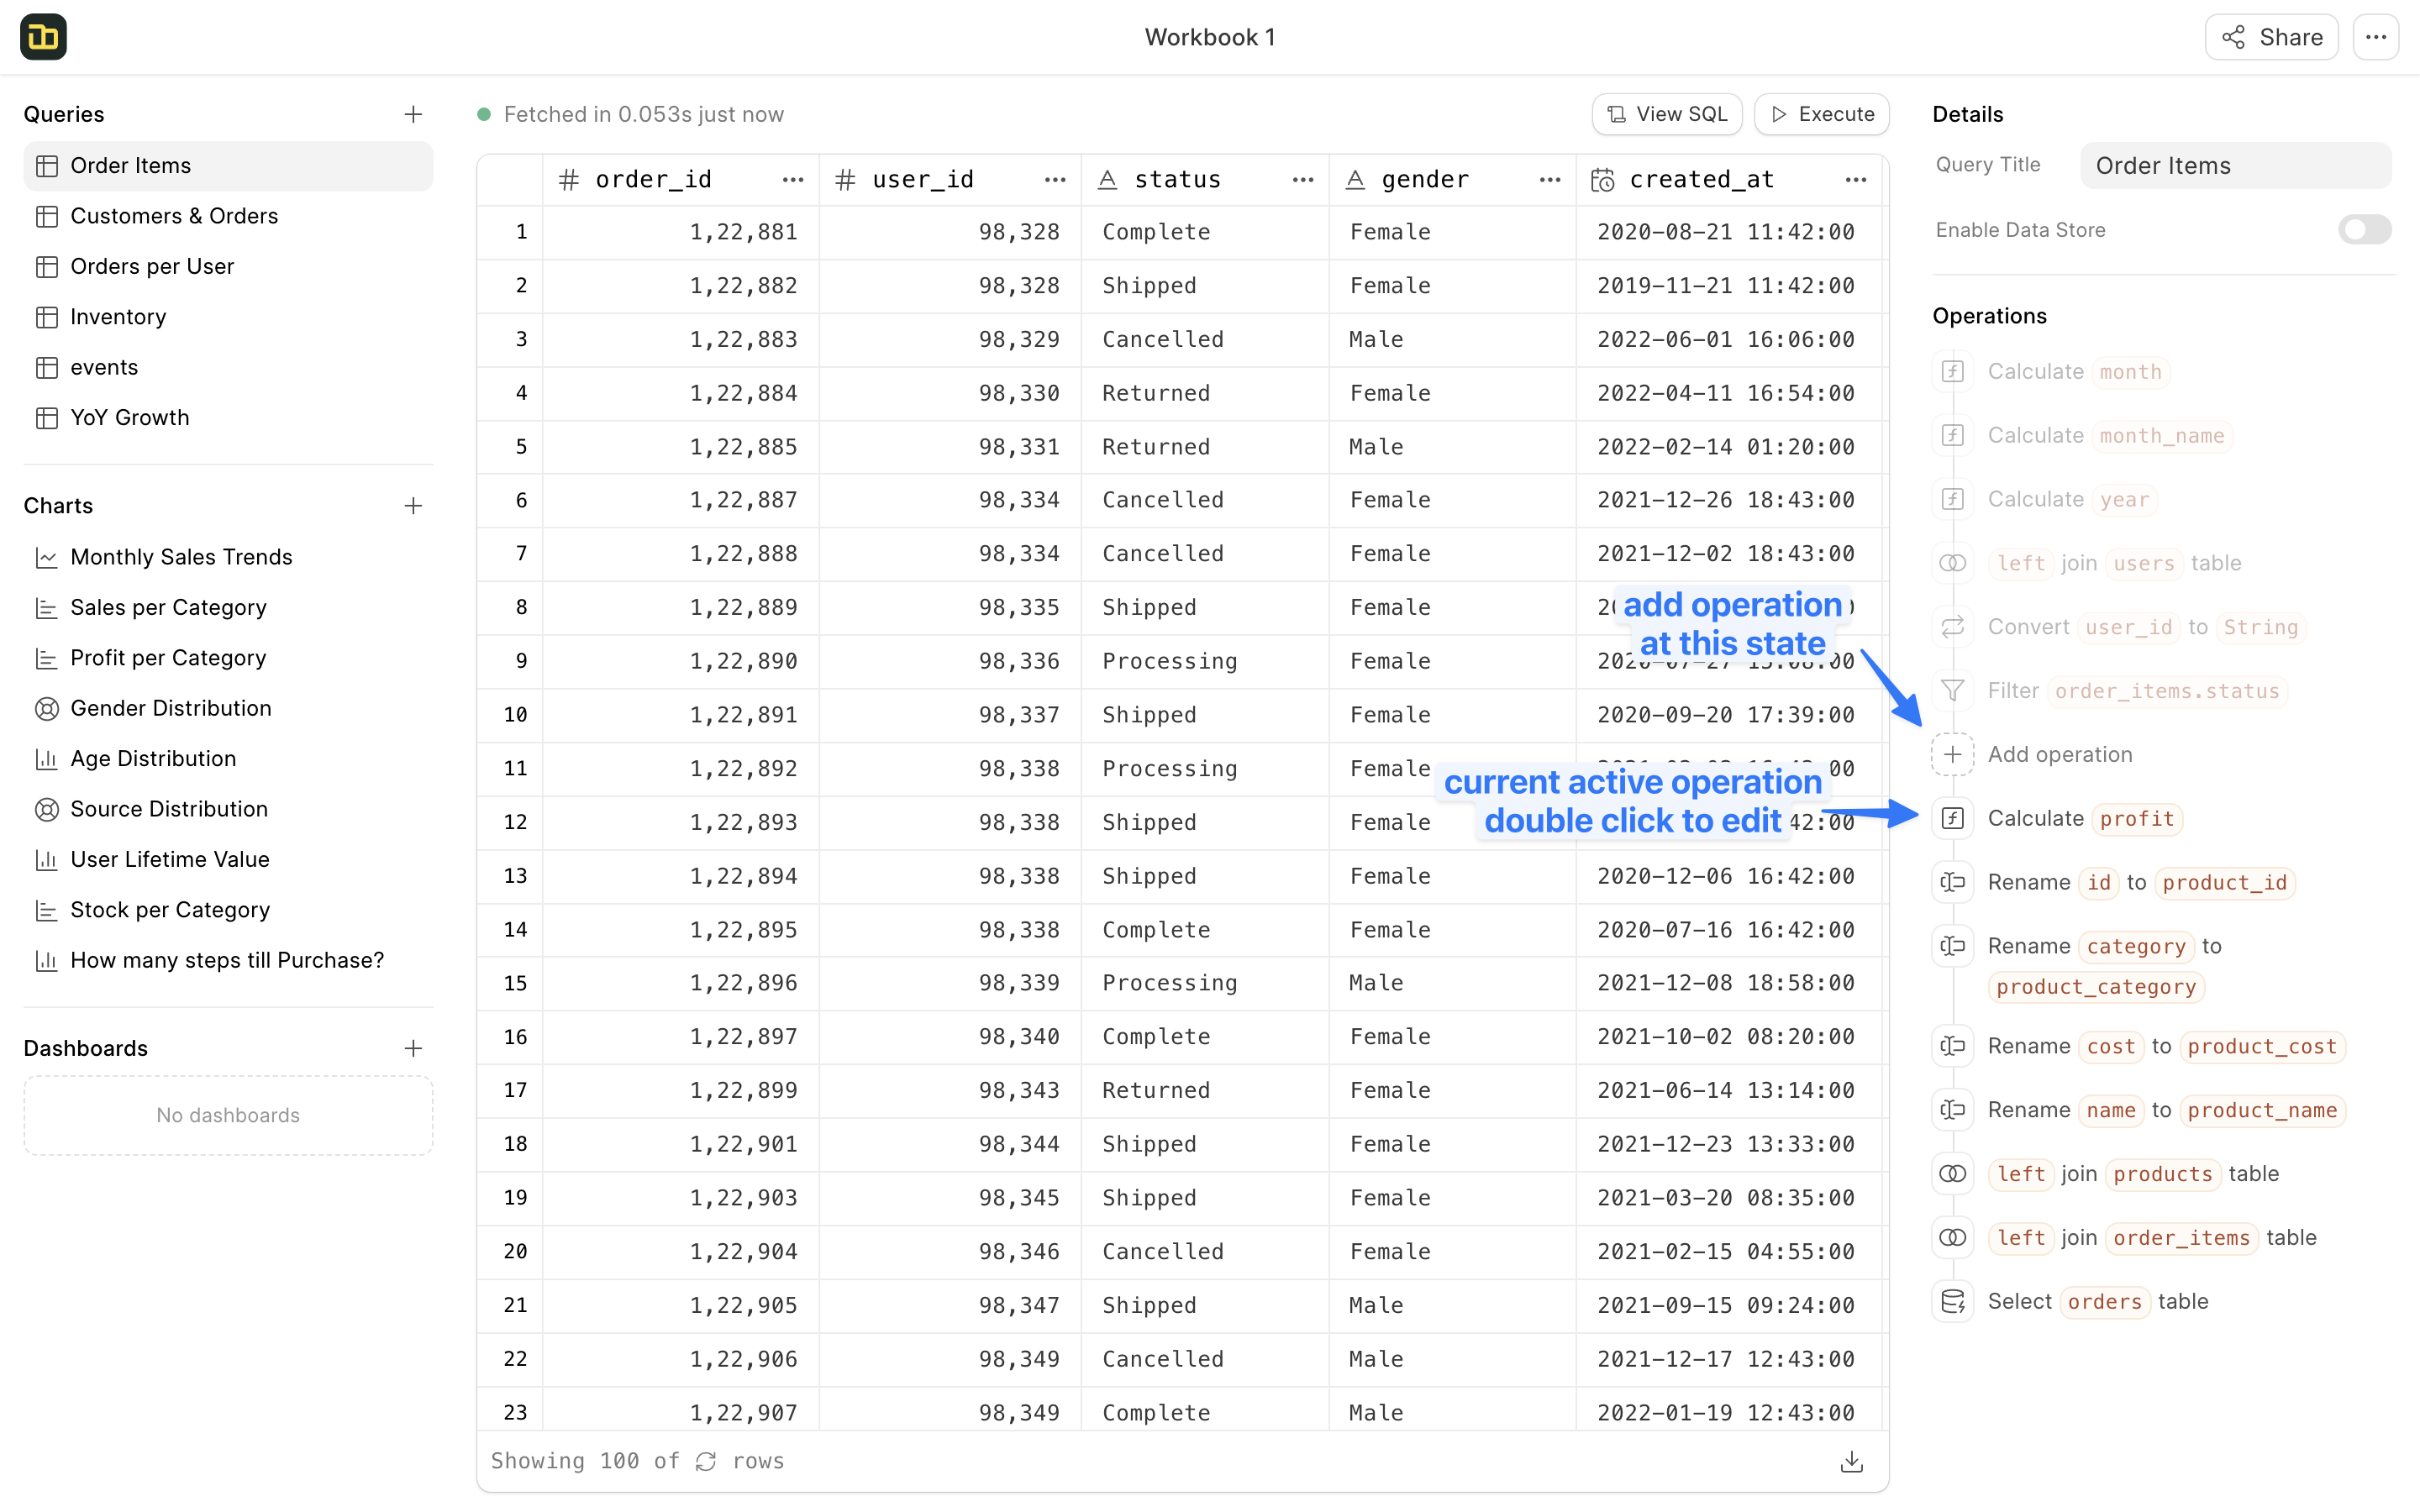 Workbook 1
Share
Queries
Order Items
Customers & Orders
Orders per User
Inventory
events
YoY Growth
Charts
Monthly Sales Trends
Sales per Category
Profit per Category
Gender Distribution
Age Distribution
Source Distribution
User Lifetime Value
Stock per Category
How many steps till Purchase?
Dashboards
No dashboards
Fetched in 0.053s just now
View SQL
Execute
order_id user_id status gender created_at
1 1,22,881 98,328 Complete Female 2020-08-21 11:42:00
2 1,22,882 98,328 Shipped Female 2019-11-21 11:42:00
3 1,22,883 98,329 Cancelled Male 2022-06-01 16:06:00
4 1,22,884 98,330 Returned Female 2022-04-11 16:54:00
5 1,22,885 98,331 Returned Male 2022-02-14 01:20:00
6 1,22,887 98,334 Cancelled Female 2021-12-26 18:43:00
7 1,22,888 98,334 Cancelled Female 2021-12-02 18:43:00
8 1,22,889 98,335 Shipped Female
9 1,22,890 98,336 Processing Female
10 1,22,891 98,337 Shipped Female 2020-09-20 17:39:00
11 1,22,892 98,338 Processing Female
12 1,22,893 98,338 Shipped Female
13 1,22,894 98,338 Shipped Female 2020-12-06 16:42:00
14 1,22,895 98,338 Complete Female 2020-07-16 16:42:00
15 1,22,896 98,339 Processing Male 2021-12-08 18:58:00
16 1,22,897 98,340 Complete Female 2021-10-02 08:20:00
17 1,22,899 98,343 Returned Female 2021-06-14 13:14:00
18 1,22,901 98,344 Shipped Female 2021-12-23 13:33:00
19 1,22,903 98,345 Shipped Female 2021-03-20 08:35:00
20 1,22,904 98,346 Cancelled Female 2021-02-15 04:55:00
21 1,22,905 98,347 Shipped Male 2021-09-15 09:24:00
22 1,22,906 98,349 Cancelled Male 2021-12-17 12:43:00
23 1,22,907 98,349 Complete Male 2022-01-19 12:43:00
Showing 100 of rows
add operation
at this state
current active operation
double click to edit
Details
Query Title Order Items
Enable Data Store
Operations
Calculate month
Calculate month_name
Calculate year
left join users table
Convert user_id to String
Filter order_items.status
Add operation
Calculate profit
Rename id to product_id
Rename category to
product_category
Rename cost to product_cost
Rename name to product_name
left join products table
left join order_items table
Select orders table